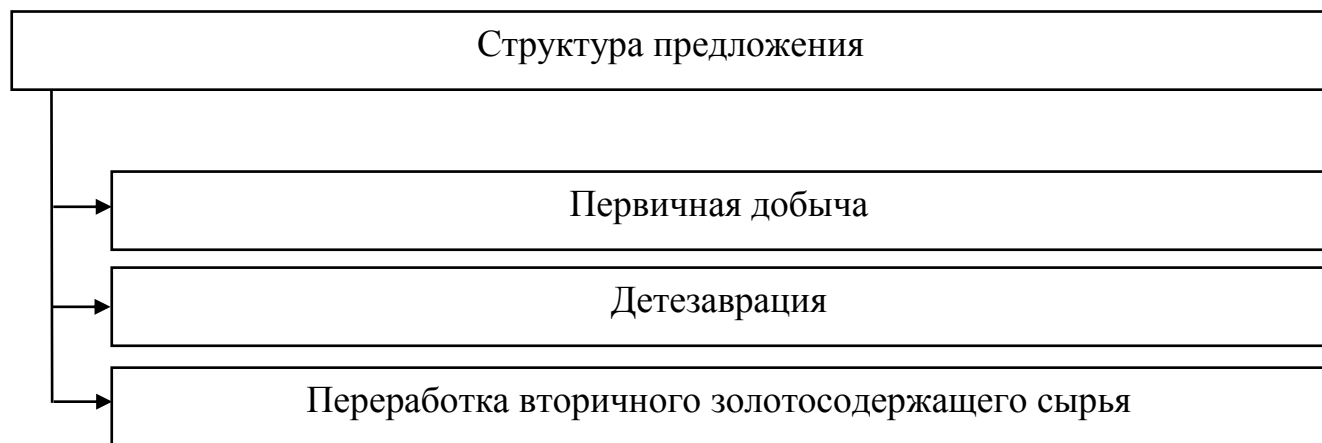 Структура предложения
Первичная добыча
Детезаврация
Переработка вторичного золотосодержащего сырья